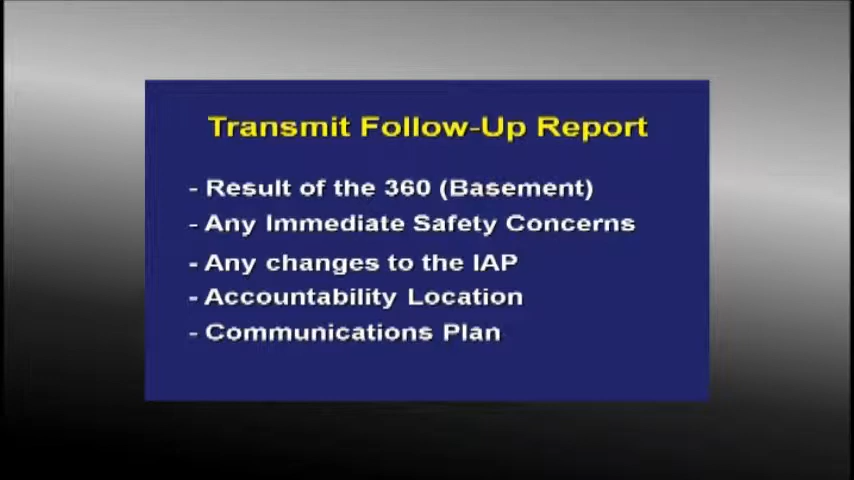 Transmit Follow-Up Report
- Result of the 360 (Basement)
- Any Immediate Safety Concerns
- Any changes to the IAP
- Accountability Location
- Communications Plan